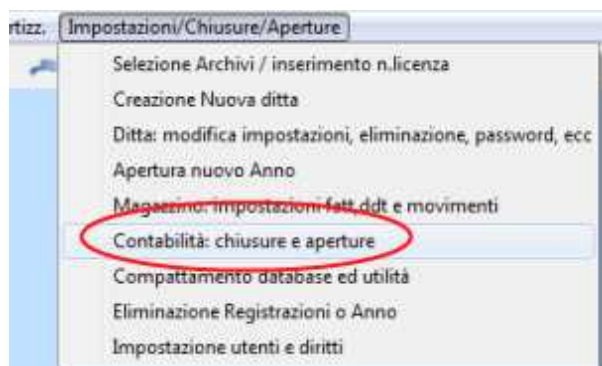 rtizz. Impostazioni/Chiusure/Aperture
Selezione Archivi / inserimento n.licenza
Creazione Nuova ditta
Ditta: modifica impostazioni, eliminazione, password, ecc
Apertura nuovo Anno
Magazzino: impostazioni fatt,ddt e movimenti
Contabilità: chiusure e aperture
Compattamento database ed utilità
Eliminazione Registrazioni o Anno
Impostazione utenti e diritti